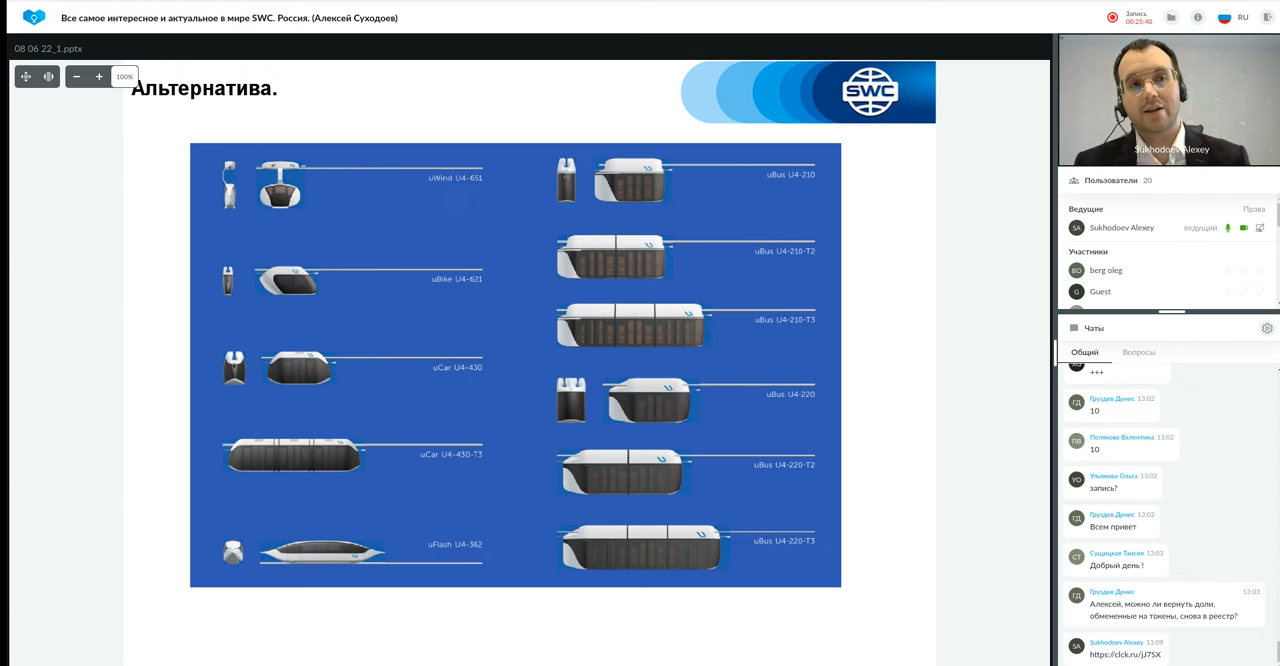 Все самое интересное и актуальное в мире SWC. Россия. (Алексей Суходоев)
Запись
00:25:40
RU
08 06 22_1.pptx
100%
Альтернатива.
SWC
uWind U4-651
uBus U4-210
uBike U4-621
uBus U4-210-T2
uBus U4-210-T3
uCar U4-430
uBus U4-220
uCar U4-430-T3
uBus U4-220-T2
uFlash U4-362
uBus U4-220-T3
Sukhodoev Alexey
Пользователи 20
Ведущие
Права
SA
Sukhodoev Alexey
ведущий
Участники
BO
berg oleg
G
Guest
Чаты
Общий
Вопросы
+++
ГД
Груздев Денис 13:02
10
ПВ
Полякова Валентина 13:02
10
УО
Ульянова Ольга 13:02
запись?
ГД
Груздев Денис 13:02
Всем привет
СТ
Сущицкая Таисия 13:03
Добрый день !
ГД
Груздев Денис 13:03
Алексей, можно ли вернуть доли,
обмененные на токены, снова в реестр?
SA
Sukhodoev Alexey 13:09
https://clck.ru/jJ7SX